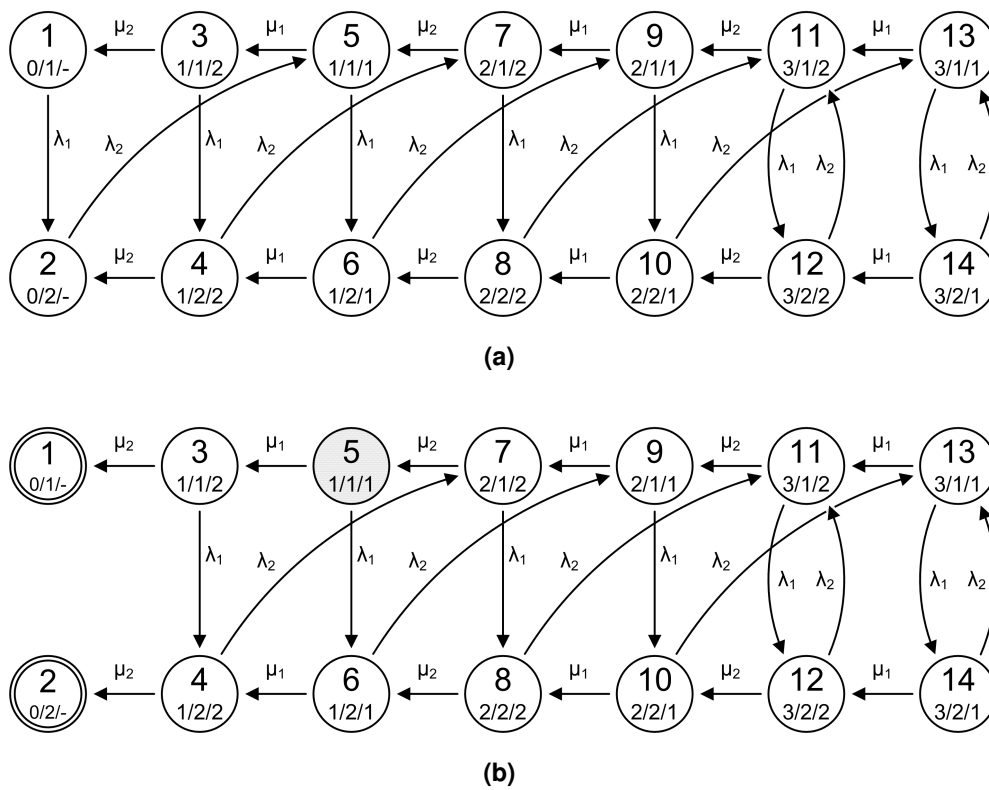 1 μ₂ 3 μ₁ 5 μ₂ 7 μ₁ 9 μ₂ 11 μ₁ 13
0/1/- 1/1/2 1/1/1 2/1/2 2/1/1 3/1/2 3/1/1
λ₁ λ₂ λ₁ λ₂ λ₁ λ₂ λ₁ λ₂ λ₁ λ₂ λ₁ λ₂ λ₁ λ₂
2 μ₂ 4 μ₁ 6 μ₂ 8 μ₁ 10 μ₂ 12 μ₁ 14
0/2/- 1/2/2 1/2/1 2/2/2 2/2/1 3/2/2 3/2/1
(a)
1 μ₂ 3 μ₁ 5 μ₂ 7 μ₁ 9 μ₂ 11 μ₁ 13
0/1/- 1/1/2 1/1/1 2/1/2 2/1/1 3/1/2 3/1/1
λ₁ λ₂ λ₁ λ₂ λ₁ λ₂ λ₁ λ₂ λ₁ λ₂ λ₁ λ₂
2 μ₂ 4 μ₁ 6 μ₂ 8 μ₁ 10 μ₂ 12 μ₁ 14
0/2/- 1/2/2 1/2/1 2/2/2 2/2/1 3/2/2 3/2/1
(b)